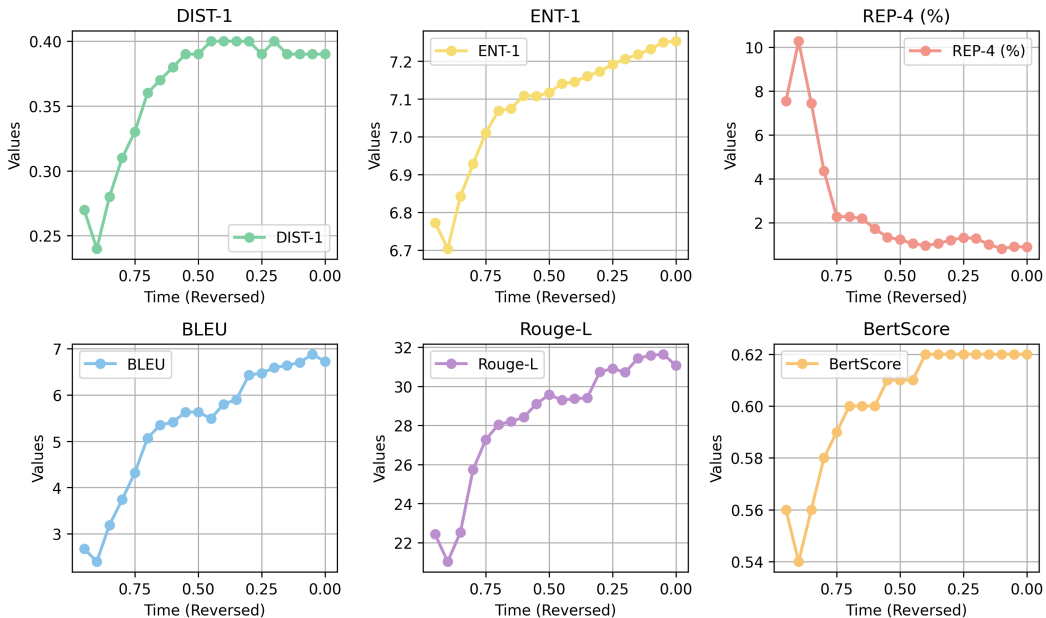 DIST-1
Values
0.40
0.35
0.30
0.25
DIST-1
0.75 0.50 0.25 0.00
Time (Reversed)
ENT-1
Values
7.2
7.1
7.0
6.9
6.8
6.7
ENT-1
0.75 0.50 0.25 0.00
Time (Reversed)
REP-4 (%)
Values
10
8
6
4
2
REP-4 (%)
0.75 0.50 0.25 0.00
Time (Reversed)
BLEU
Values
7
6
5
4
3
BLEU
0.75 0.50 0.25 0.00
Time (Reversed)
Rouge-L
Values
32
30
28
26
24
22
Rouge-L
0.75 0.50 0.25 0.00
Time (Reversed)
BertScore
Values
0.62
0.60
0.58
0.56
0.54
BertScore
0.75 0.50 0.25 0.00
Time (Reversed)